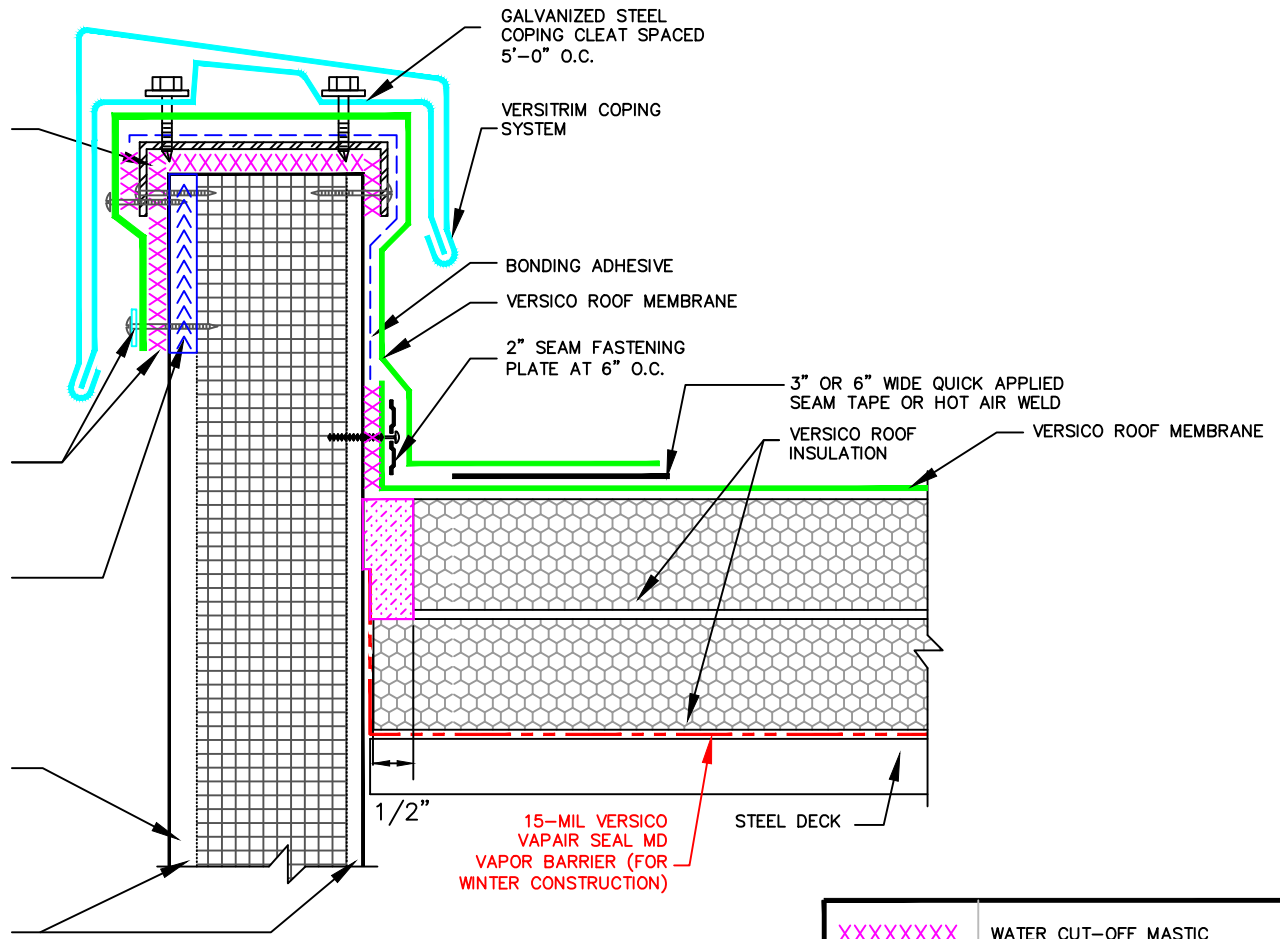 GALVANIZED STEEL
COPING CLEAT SPACED
5'-0" O.C.
VERSITRIM COPING
SYSTEM
BONDING ADHESIVE
VERSICO ROOF MEMBRANE
2" SEAM FASTENING
PLATE AT 6" O.C.
3" OR 6" WIDE QUICK APPLIED
SEAM TAPE OR HOT AIR WELD
VERSICO ROOF
INSULATION
VERSICO ROOF MEMBRANE
1/2"
15-MIL VERSICO
VAPAIR SEAL MD
VAPOR BARRIER (FOR
WINTER CONSTRUCTION)
STEEL DECK
XXXXXXXX WATER CUT-OFF MASTIC